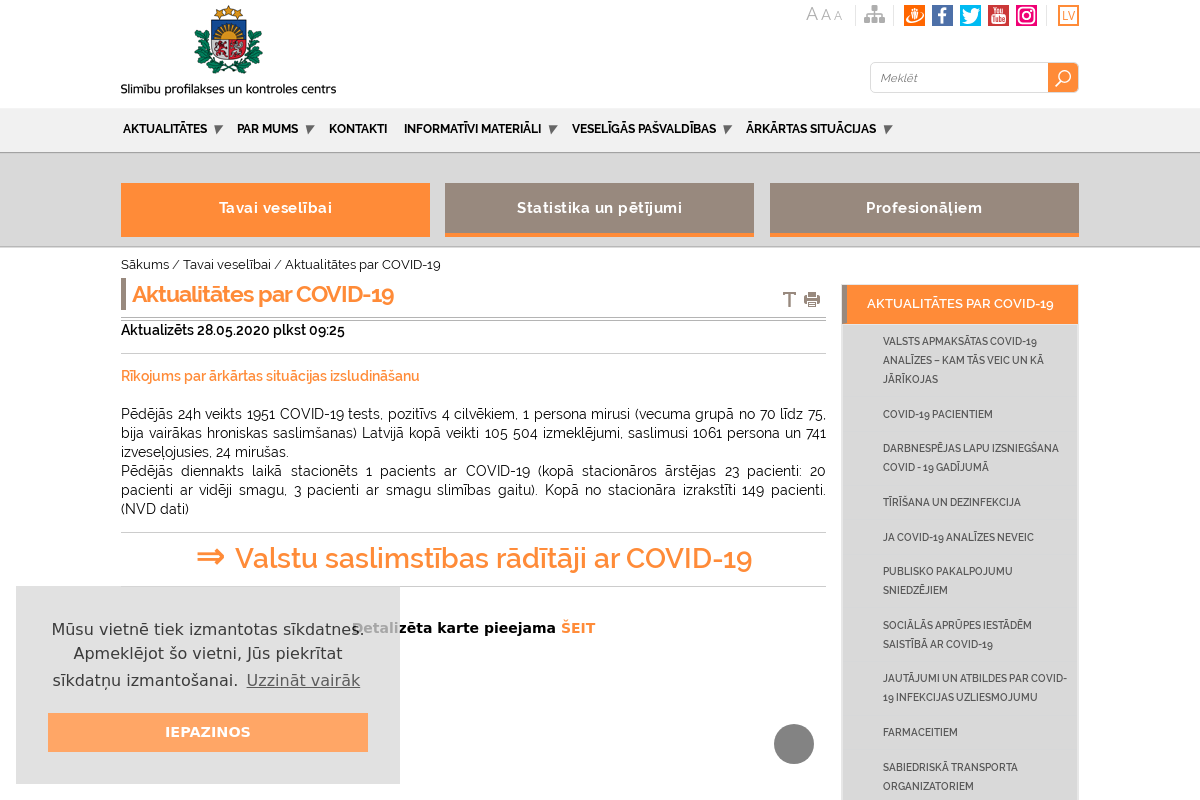 A A A
You Tube
LV
Slimību profilakses un kontroles centrs
Meklēt
AKTUALITĀTES PAR MUMS KONTAKTI INFORMATĪVI MATERIĀLI VESELĪGĀS PAŠVALDĪBAS ĀRKĀRTAS SITUĀCIJAS
Tavai veselībai
Statistika un pētījumi
Profesionāļiem
Sākums / Tavai veselībai / Aktualitātes par COVID-19
Aktualitātes par COVID-19
Aktualizēts 28.05.2020 plkst 09:25
Rīkojums par ārkārtas situācijas izsludināšanu
Pēdējās 24h veikts 1951 COVID-19 tests, pozitīvs 4 cilvēkiem, 1 persona mirusi (vecuma grupā no 70 līdz 75,
bija vairākas hroniskas saslimšanas) Latvijā kopā veikti 105 504 izmeklējumi, saslimusi 1061 persona un 741
izveseļojusies, 24 mirušas.
Pēdējās diennakts laikā stacionēts 1 pacients ar COVID-19 (kopā stacionāros ārstējas 23 pacienti: 20
pacienti ar vidēji smagu, 3 pacienti ar smagu slimības gaitu). Kopā no stacionāra izrakstīti 149 pacienti.
(NVD dati)
⇒ Valstu saslimstības rādītāji ar COVID-19
Detalizēta karte pieejama ŠEIT
Mūsu vietnē tiek izmantotas sīkdatnes.
Apmeklējot šo vietni, Jūs piekrītat
sīkdatņu izmantošanai. Uzzināt vairāk
IEPAZINOS
AKTUALITĀTES PAR COVID-19
VALSTS APMAKSĀTAS COVID-19
ANALĪZES – KAM TĀS VEIC UN KĀ
JĀRĪKOJAS
COVID-19 PACIENTIEM
DARBNESPĒJAS LAPU IZSNIEGŠANA
COVID - 19 GADĪJUMĀ
TĪRĪŠANA UN DEZINFEKCIJA
JA COVID-19 ANALĪZES NEVEIC
PUBLISKO PAKALPOJUMU
SNIEDZĒJIEM
SOCIĀLĀS APRŪPES IESTĀDĒM
SAISTĪBĀ AR COVID-19
JAUTĀJUMI UN ATBILDES PAR COVID-
19 INFEKCIJAS UZLIESMOJUMU
FARMACEITIEM
SABIEDRISKĀ TRANSPORTA
ORGANIZATORIEM